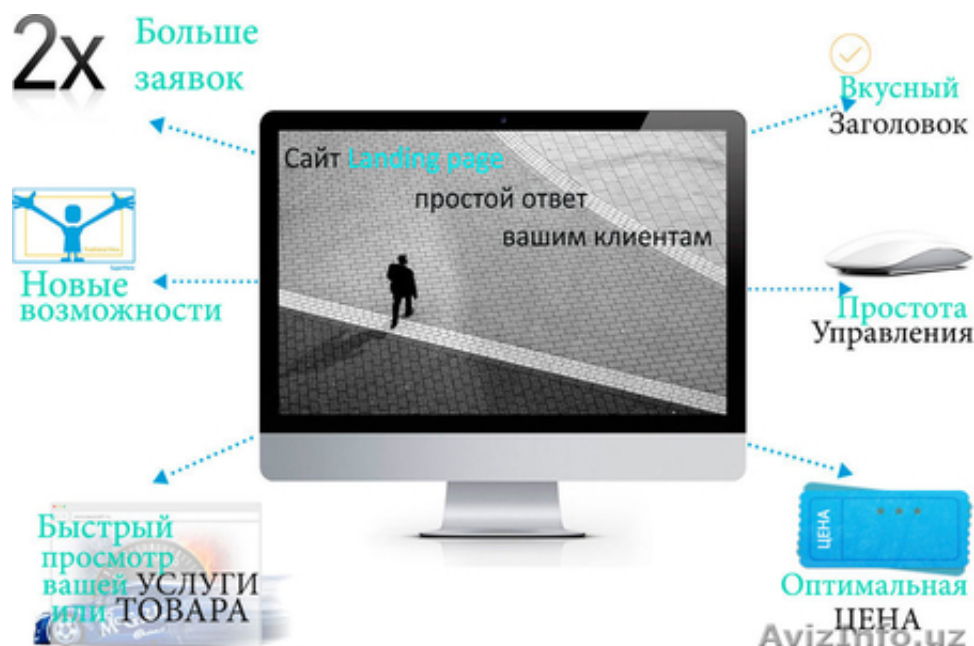 2x
Больше
заявок
Вкусный
Заголовок
Сайт Landing page
простой ответ
вашим клиентам
Новые
возможности
Простота
Управления
Быстрый
просмотр
вашей УСЛУГИ
или ТОВАРА
ЦЕНА
Оптимальная
ЦЕНА
AvizInfo.uz